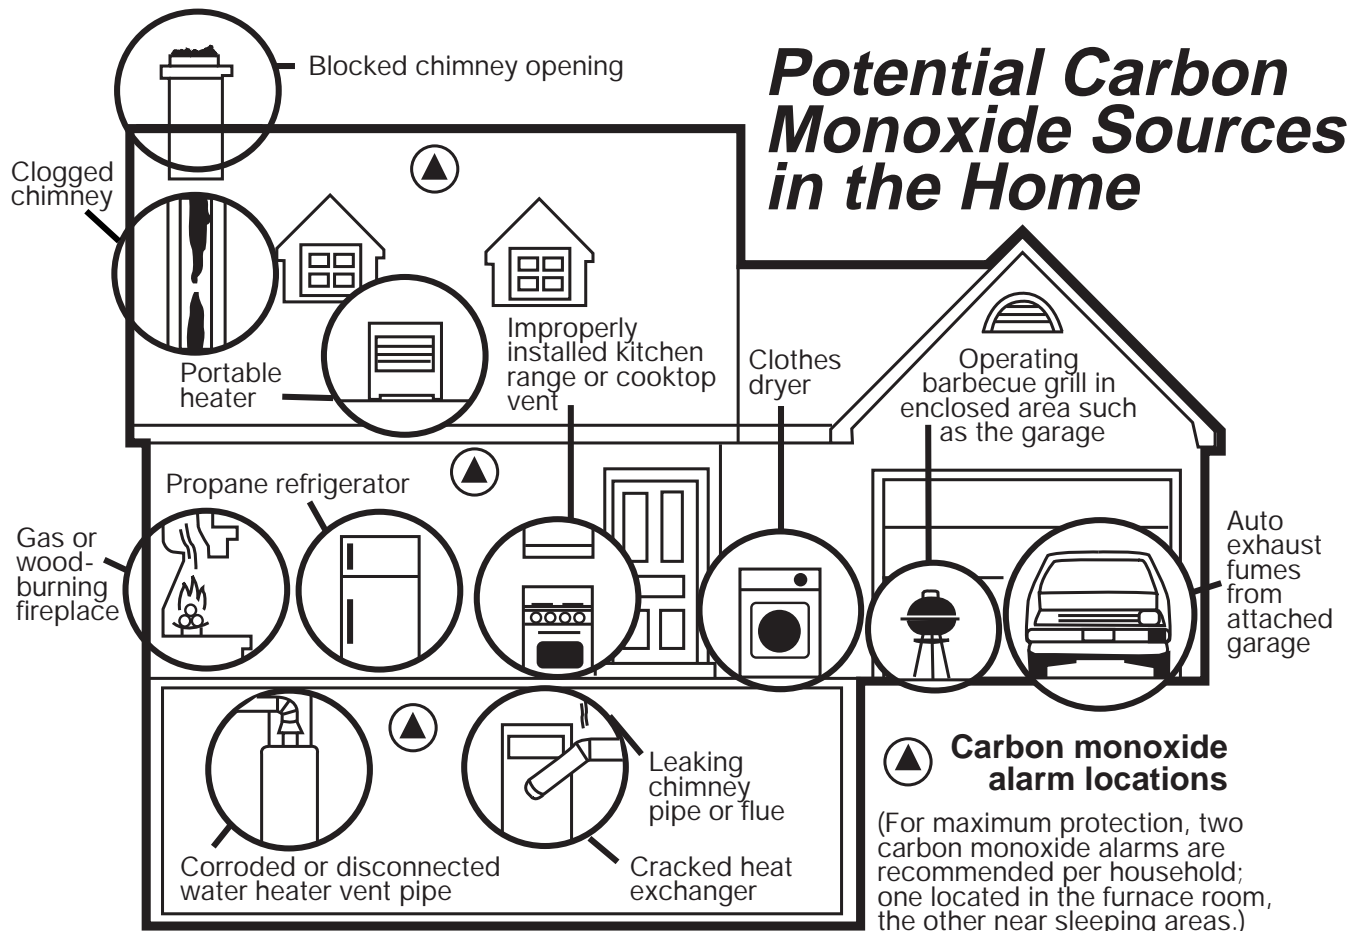 Potential Carbon
Monoxide Sources
in the Home
Blocked chimney opening
Clogged
chimney
Portable
heater
Improperly
installed kitchen
range or cooktop
vent
Clothes
dryer
Operating
barbecue grill in
enclosed area such
as the garage
Propane refrigerator
Gas or
wood-
burning
fireplace
Auto
exhaust
fumes
from
attached
garage
Leaking
chimney
pipe or flue
Corroded or disconnected
water heater vent pipe
Cracked heat
exchanger
Carbon monoxide
alarm locations
(For maximum protection, two
carbon monoxide alarms are
recommended per household;
one located in the furnace room,
the other near sleeping areas.)